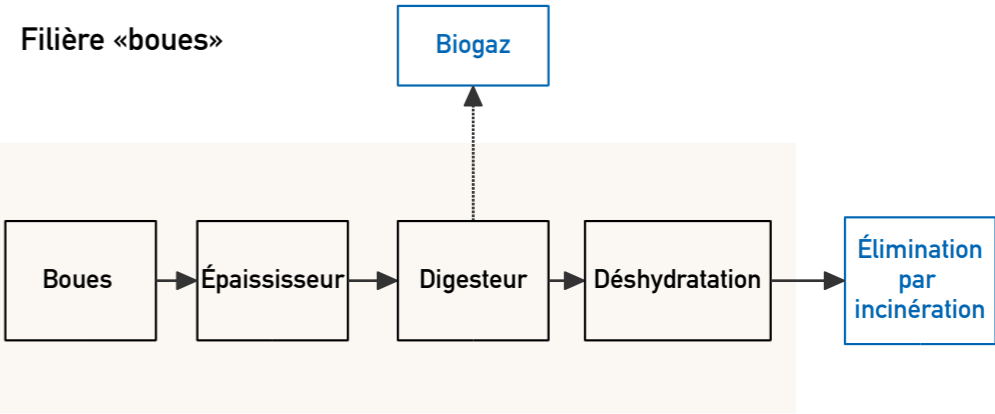 Filière «boues»
Biogaz
Boues
Épaississeur
Digesteur
Déshydratation
Élimination
par
incinération